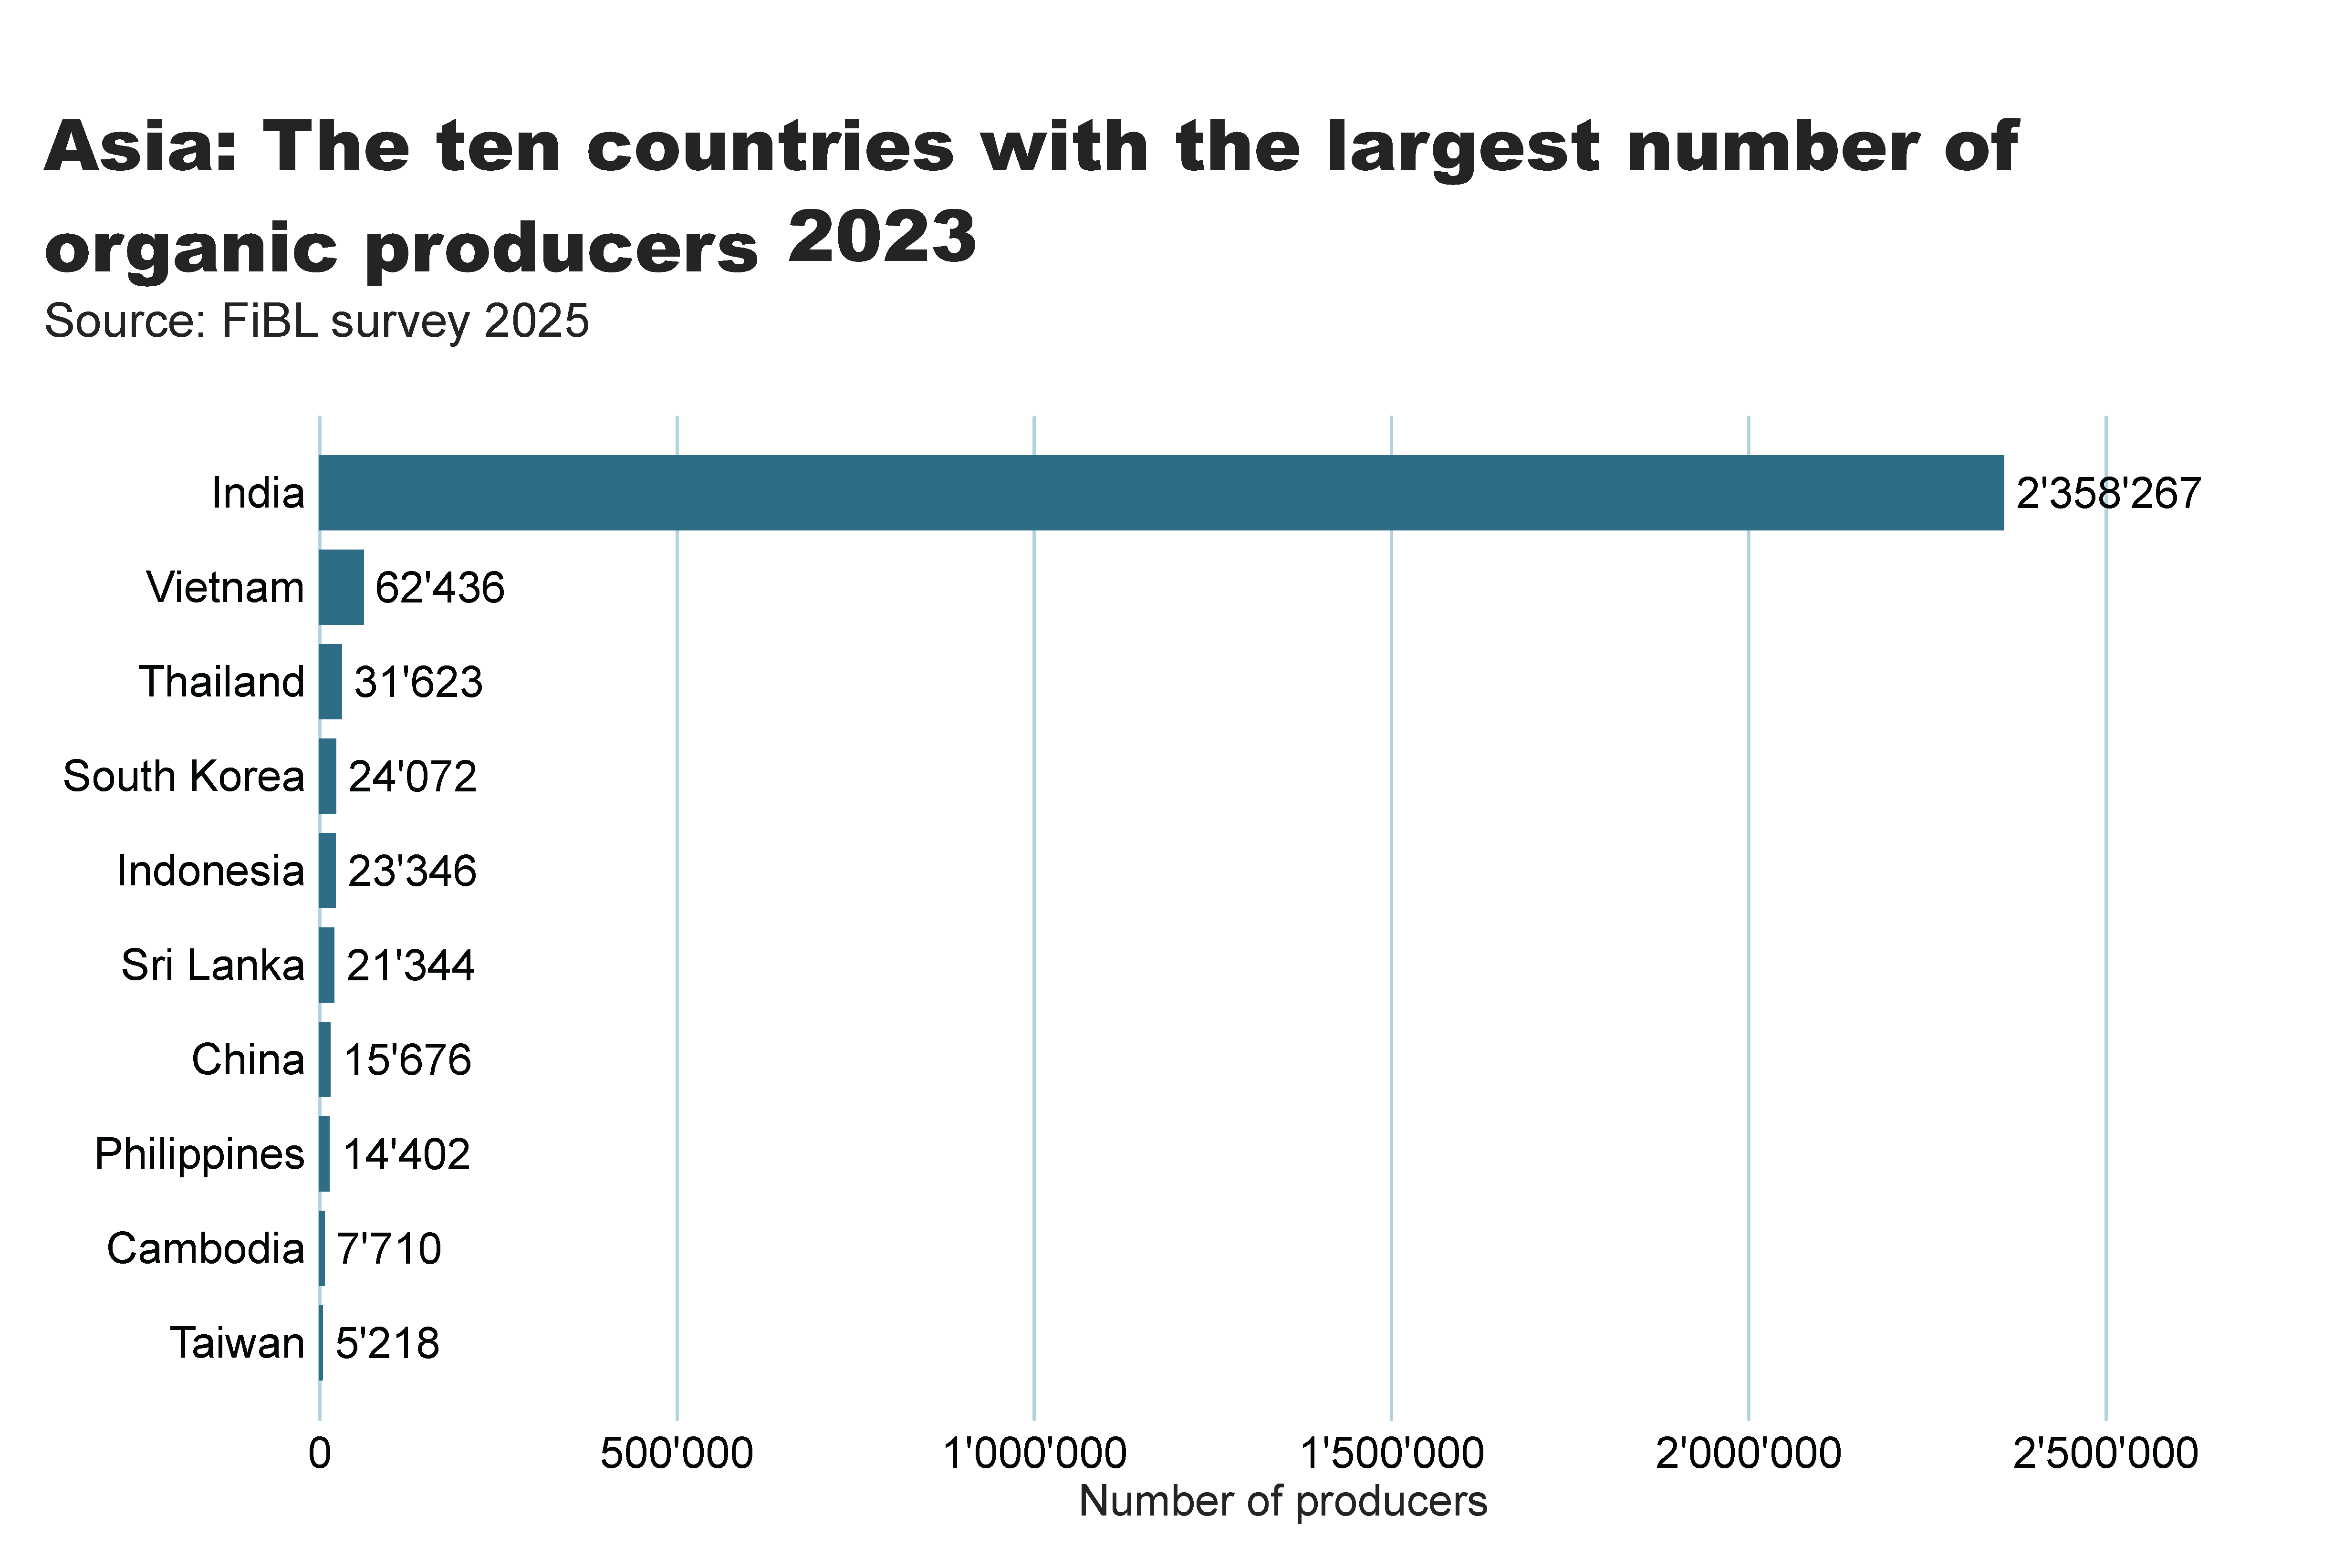 Asia: The ten countries with the largest number of
organic producers 2023
Source: FiBL survey 2025
India 2'358'267
Vietnam 62'436
Thailand 31'623
South Korea 24'072
Indonesia 23'346
Sri Lanka 21'344
China 15'676
Philippines 14'402
Cambodia 7'710
Taiwan 5'218
0 500'000 1'000'000 1'500'000 2'000'000 2'500'000
Number of producers